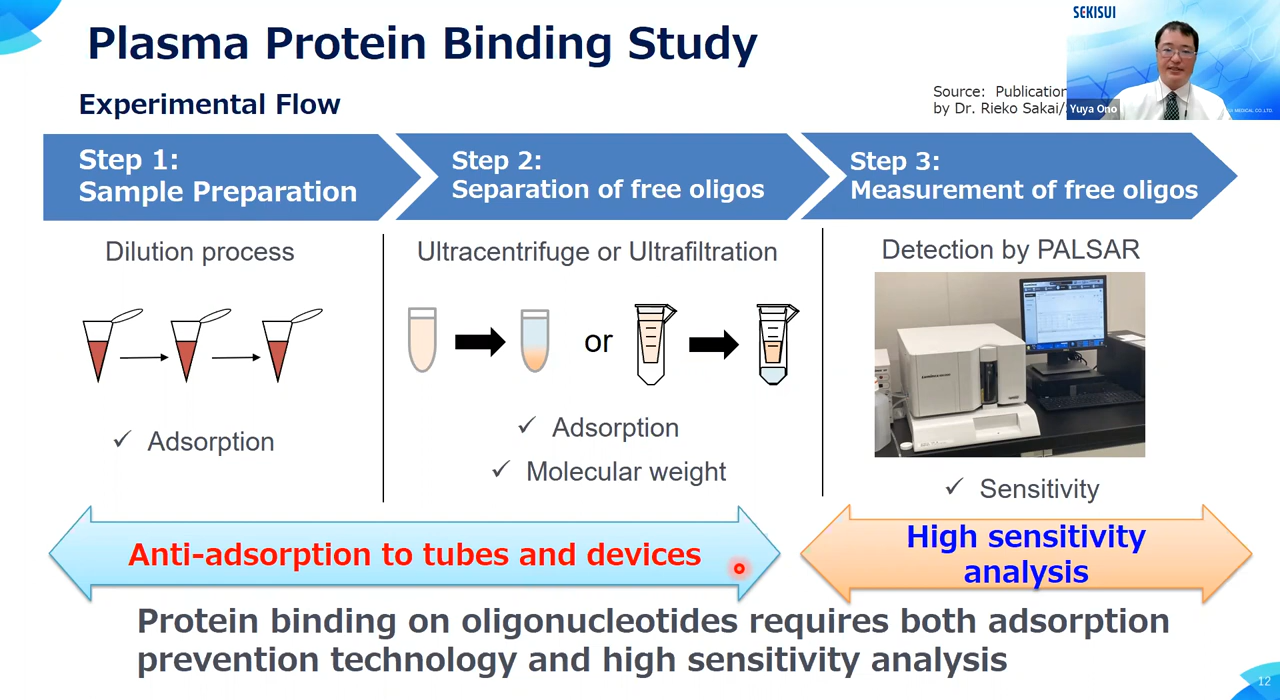 SEKISUI
Plasma Protein Binding Study
Experimental Flow
Source: Publication
by Dr. Rieko Sakai/
Yuya Ono
MEDICAL CO.,LTD.
Step 1:
Sample Preparation
Step 2:
Separation of free oligos
Step 3:
Measurement of free oligos
Dilution process
Ultracentrifuge or Ultrafiltration
Detection by PALSAR
or
✓ Adsorption
✓ Adsorption
✓ Molecular weight
✓ Sensitivity
Anti-adsorption to tubes and devices
High sensitivity
analysis
Protein binding on oligonucleotides requires both adsorption
prevention technology and high sensitivity analysis
12